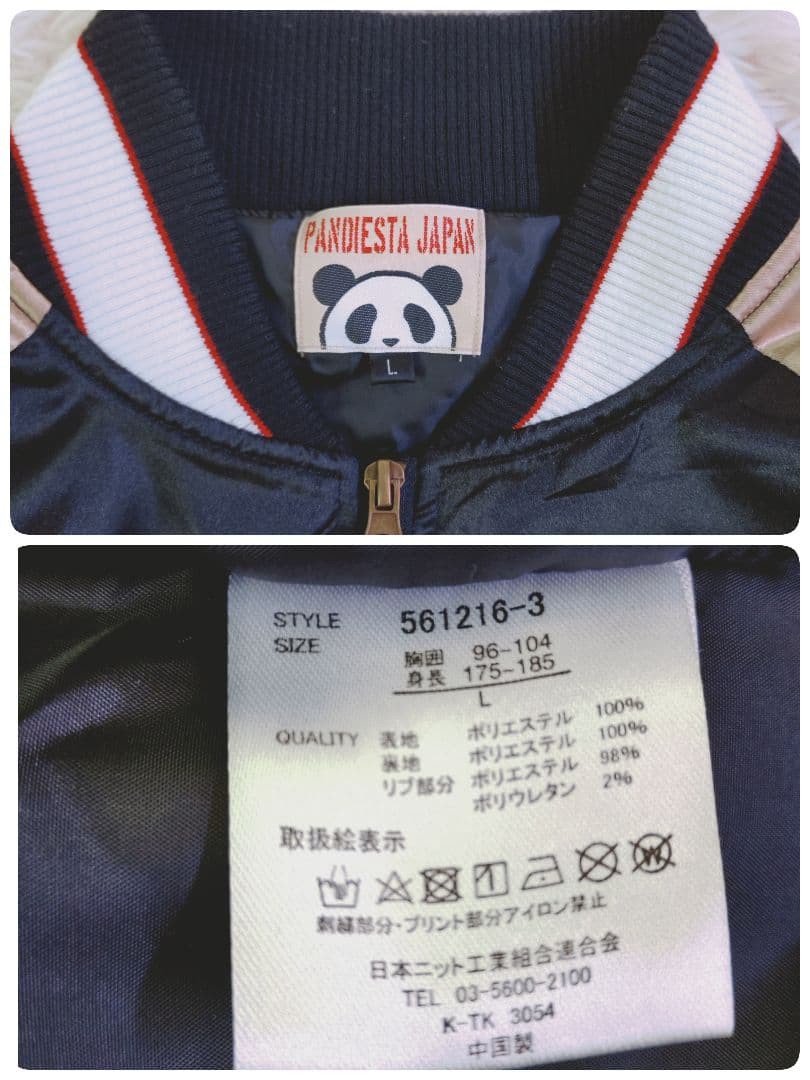 PANDIESTA JAPAN
L
STYLE 561216-3
SIZE
胸囲 96~104
身長 175~185
L
QUALITY 表地 ポリエステル 100%
裏地 ポリエステル 100%
リブ部分 ポリエステル 98%
ポリウレタン 2%
取扱絵表示
W
刺繍部分・プリント部分アイロン禁止
日本ニット工業組合連合会
TEL 03-5600-2100
K-TK 3054
中国製